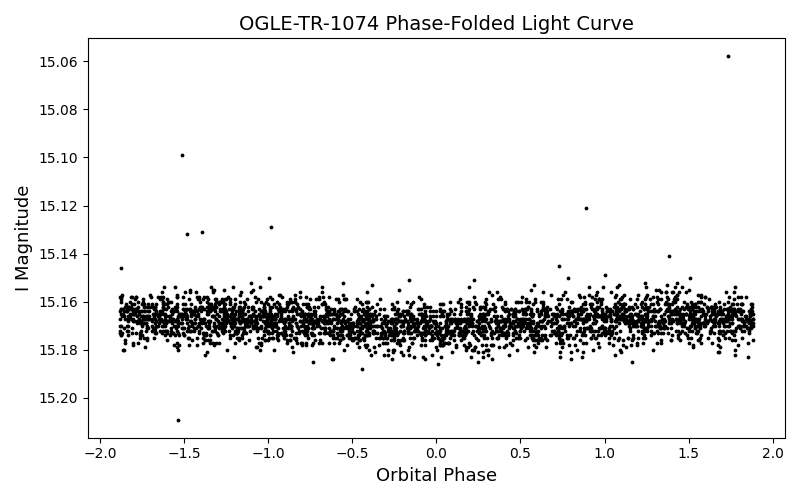 OGLE-TR-1074 Phase-Folded Light Curve
15.06
15.08
15.10
15.12
15.14
15.16
15.18
15.20
I Magnitude
−2.0 −1.5 −1.0 −0.5 0.0 0.5 1.0 1.5 2.0
Orbital Phase